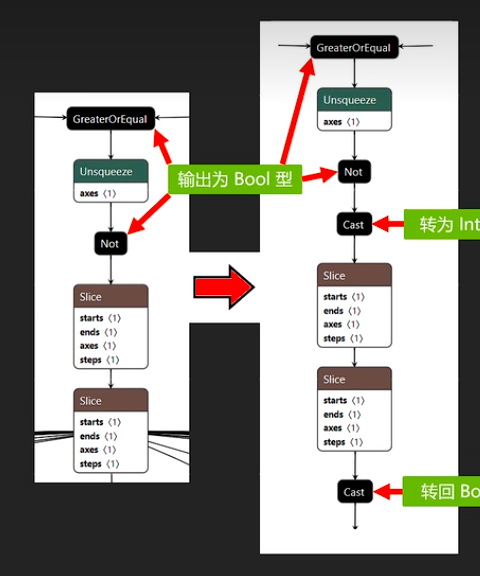 GreaterOrEqual
Unsqueeze
axes ⟨1⟩
Not
Slice
starts ⟨1⟩
ends ⟨1⟩
axes ⟨1⟩
steps ⟨1⟩
Slice
starts ⟨1⟩
ends ⟨1⟩
axes ⟨1⟩
steps ⟨1⟩
输出为 Bool 型
GreaterOrEqual
Unsqueeze
axes ⟨1⟩
Not
Cast
转为 Int
Slice
starts ⟨1⟩
ends ⟨1⟩
axes ⟨1⟩
steps ⟨1⟩
Slice
starts ⟨1⟩
ends ⟨1⟩
axes ⟨1⟩
steps ⟨1⟩
Cast
转回 Bo